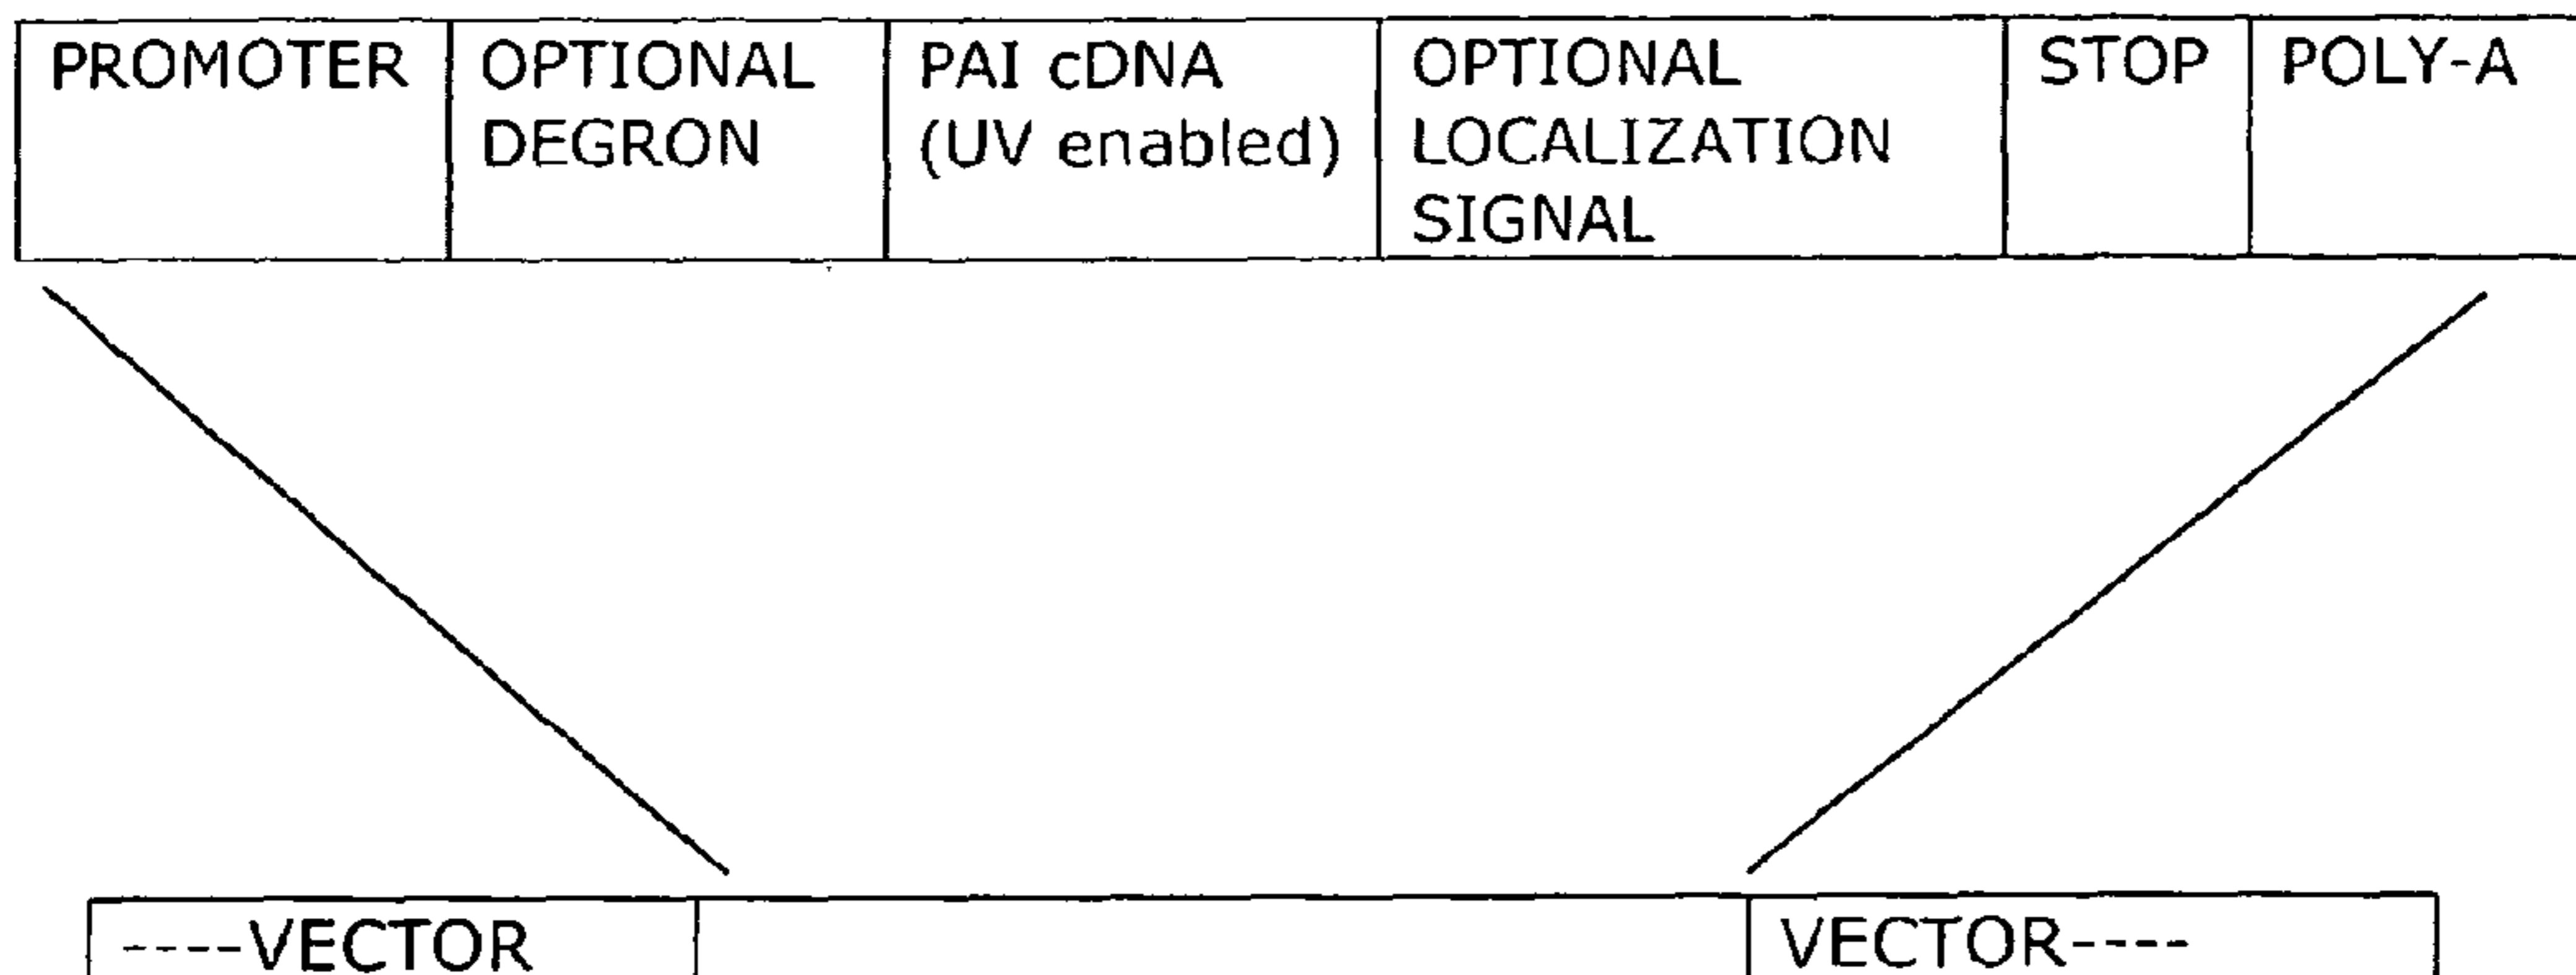 PROMOTER
OPTIONAL
DEGRON
PAI cDNA
(UV enabled)
OPTIONAL
LOCALIZATION
SIGNAL
STOP
POLY-A
----VECTOR
VECTOR----